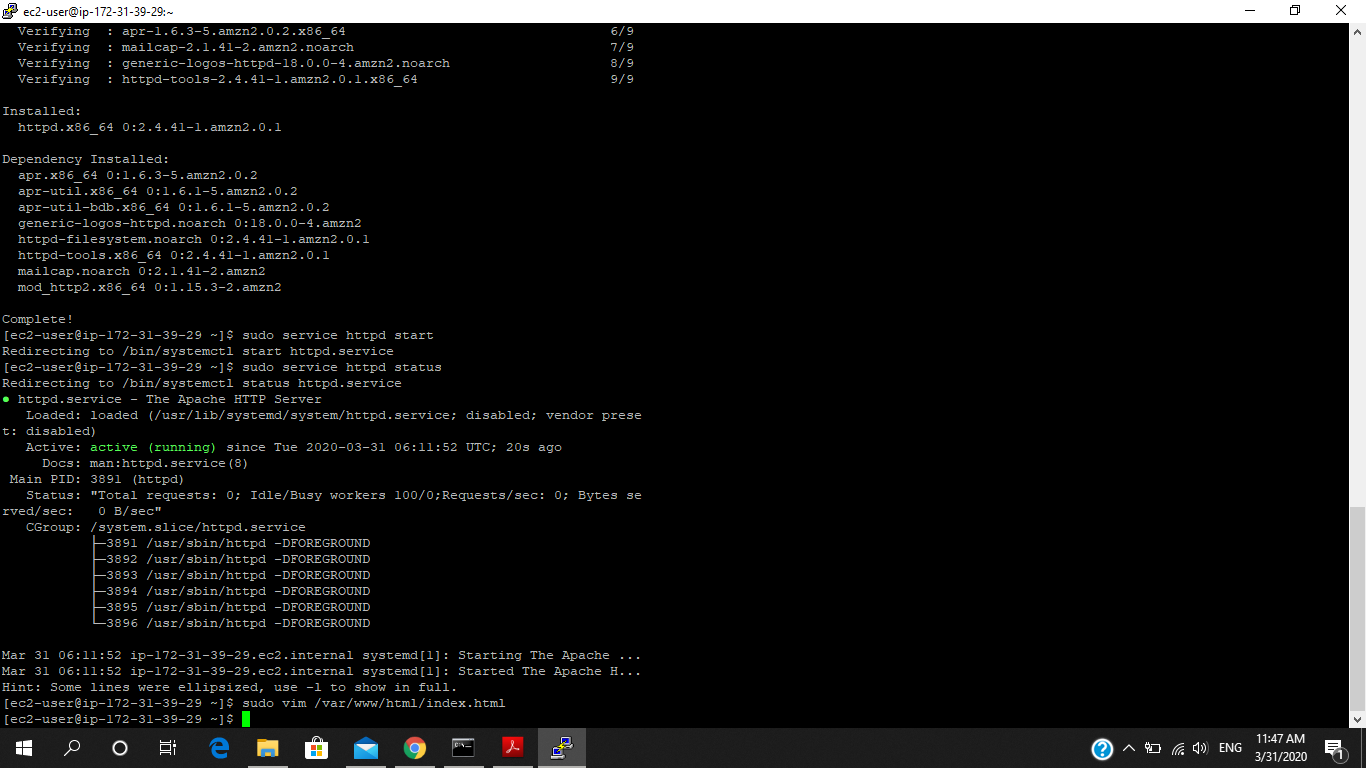 ec2-user@ip-172-31-39-29:~
Verifying : apr-1.6.3-5.amzn2.0.2.x86_64 6/9
Verifying : mailcap-2.1.41-2.amzn2.noarch 7/9
Verifying : generic-logos-httpd-18.0.0-4.amzn2.noarch 8/9
Verifying : httpd-tools-2.4.41-1.amzn2.0.1.x86_64 9/9
Installed:
httpd.x86_64 0:2.4.41-1.amzn2.0.1
Dependency Installed:
apr.x86_64 0:1.6.3-5.amzn2.0.2
apr-util.x86_64 0:1.6.1-5.amzn2.0.2
apr-util-bdb.x86_64 0:1.6.1-5.amzn2.0.2
generic-logos-httpd.noarch 0:18.0.0-4.amzn2
httpd-filesystem.noarch 0:2.4.41-1.amzn2.0.1
httpd-tools.x86_64 0:2.4.41-1.amzn2.0.1
mailcap.noarch 0:2.1.41-2.amzn2
mod_http2.x86_64 0:1.15.3-2.amzn2
Complete!
[ec2-user@ip-172-31-39-29 ~]$ sudo service httpd start
Redirecting to /bin/systemctl start httpd.service
[ec2-user@ip-172-31-39-29 ~]$ sudo service httpd status
Redirecting to /bin/systemctl status httpd.service
● httpd.service - The Apache HTTP Server
Loaded: loaded (/usr/lib/systemd/system/httpd.service; disabled; vendor prese
t: disabled)
Active: active (running) since Tue 2020-03-31 06:11:52 UTC; 20s ago
Docs: man:httpd.service(8)
Main PID: 3891 (httpd)
Status: "Total requests: 0; Idle/Busy workers 100/0;Requests/sec: 0; Bytes se
rved/sec: 0 B/sec"
CGroup: /system.slice/httpd.service
├─3891 /usr/sbin/httpd -DFOREGROUND
├─3892 /usr/sbin/httpd -DFOREGROUND
├─3893 /usr/sbin/httpd -DFOREGROUND
├─3894 /usr/sbin/httpd -DFOREGROUND
├─3895 /usr/sbin/httpd -DFOREGROUND
└─3896 /usr/sbin/httpd -DFOREGROUND
Mar 31 06:11:52 ip-172-31-39-29.ec2.internal systemd[1]: Starting The Apache ...
Mar 31 06:11:52 ip-172-31-39-29.ec2.internal systemd[1]: Started The Apache H...
Hint: Some lines were ellipsized, use -l to show in full.
[ec2-user@ip-172-31-39-29 ~]$ sudo vim /var/www/html/index.html
[ec2-user@ip-172-31-39-29 ~]$
ENG
11:47 AM
3/31/2020
1